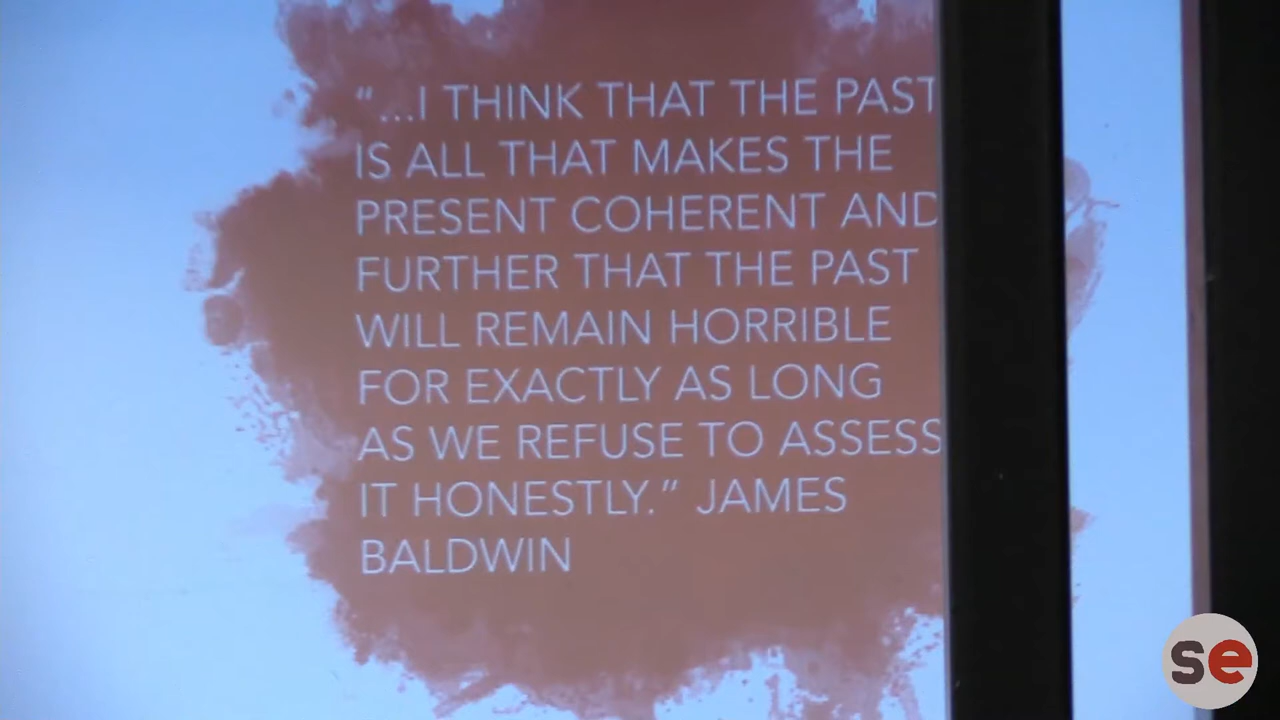 “...I THINK THAT THE PAST
IS ALL THAT MAKES THE
PRESENT COHERENT AND
FURTHER THAT THE PAST
WILL REMAIN HORRIBLE
FOR EXACTLY AS LONG
AS WE REFUSE TO ASSESS
IT HONESTLY.” JAMES
BALDWIN
se